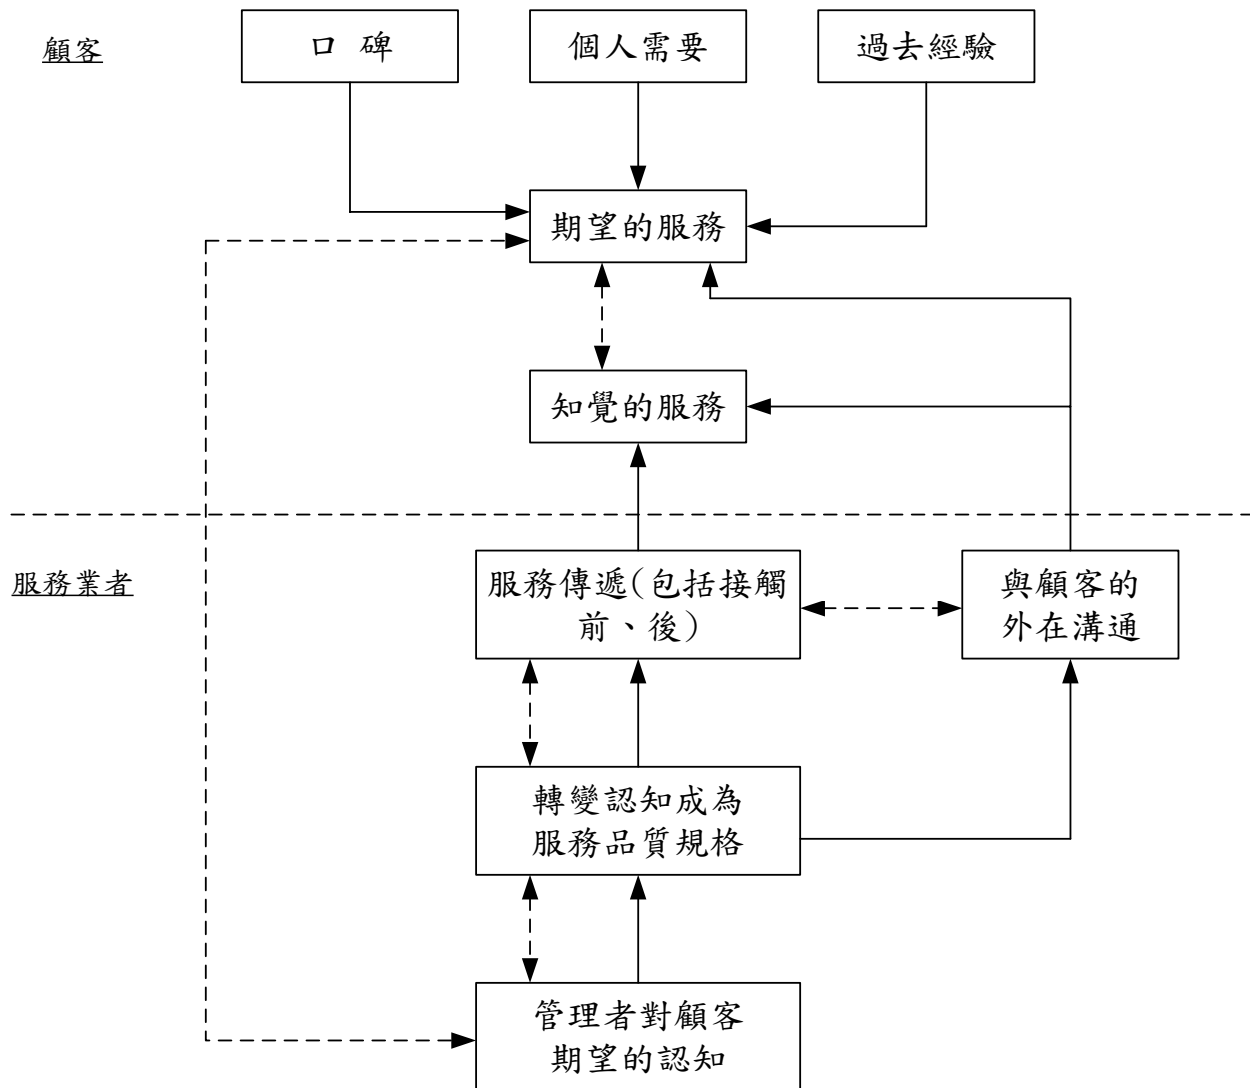 顧客
口 碑
個人需要
過去經驗
期望的服務
知覺的服務
服務業者
服務傳遞(包括接觸
前、後)
與顧客的
外在溝通
轉變認知成為
服務品質規格
管理者對顧客
期望的認知